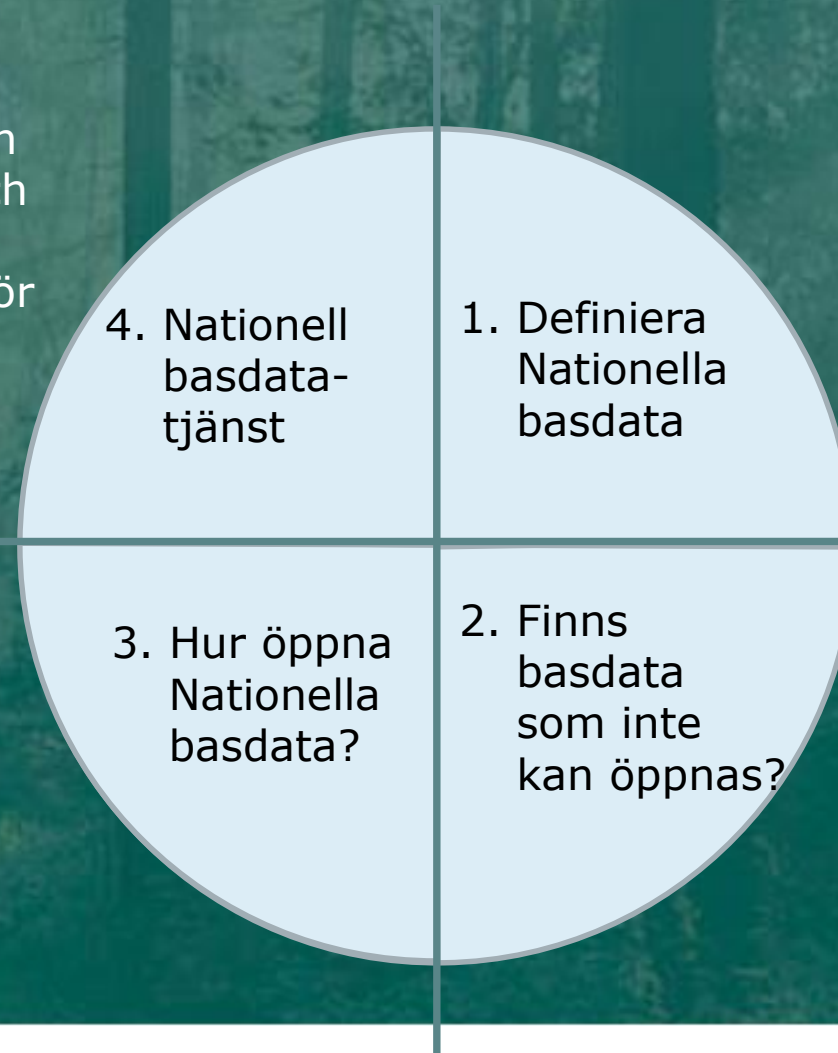 ör
4. Nationell
basdata-
tjänst
1. Definiera
Nationella
basdata
3. Hur öppna
Nationella
basdata?
2. Finns
basdata
som inte
kan öppnas?